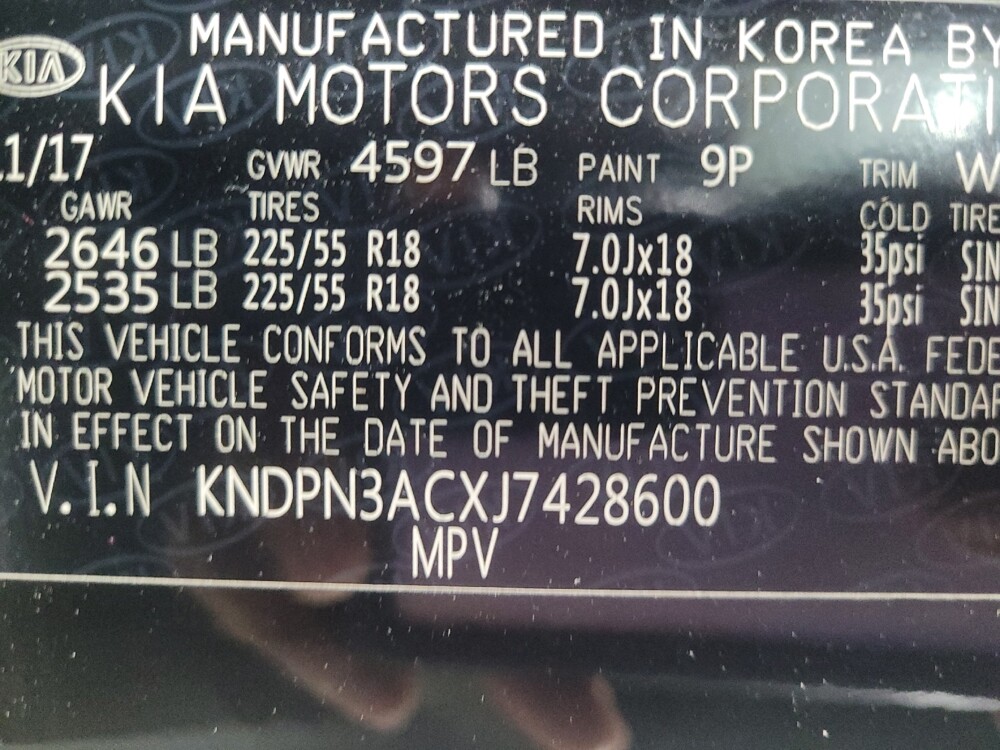 MANUFACTURED IN KOREA BY
KIA KIA MOTORS CORPORATI
11/17 GVWR 4597 LB PAINT 9P TRIM W
GAWR TIRES RIMS COLD TIRE
2646 LB 225/55 R18 7.0Jx18 35psi SIN
2535 LB 225/55 R18 7.0Jx18 35psi SIN
THIS VEHICLE CONFORMS TO ALL APPLICABLE U.S.A. FEDE
MOTOR VEHICLE SAFETY AND THEFT PREVENTION STANDAR
IN EFFECT ON THE DATE OF MANUFACTURE SHOWN ABO
V.I.N KNDPN3ACXJ7428600
MPV